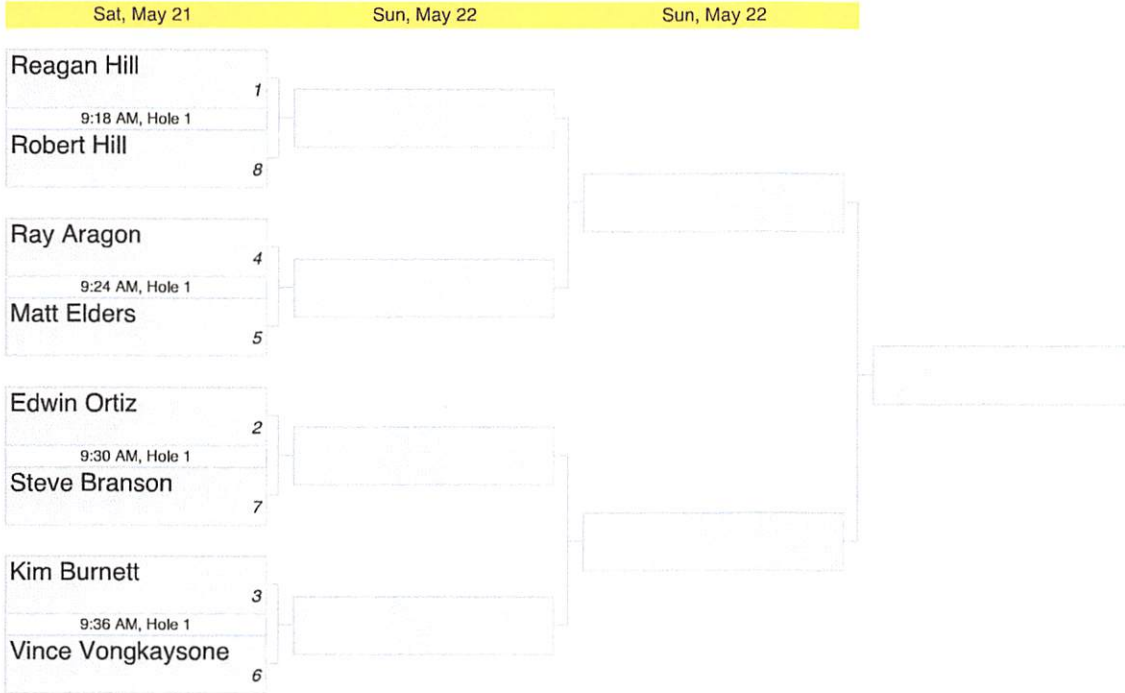 Sat, May 21
Sun, May 22
Sun, May 22
Reagan Hill
1
9:18 AM, Hole 1
Robert Hill
8
Ray Aragon
4
9:24 AM, Hole 1
Matt Elders
5
Edwin Ortiz
2
9:30 AM, Hole 1
Steve Branson
7
Kim Burnett
3
9:36 AM, Hole 1
Vince Vongkaysone
6